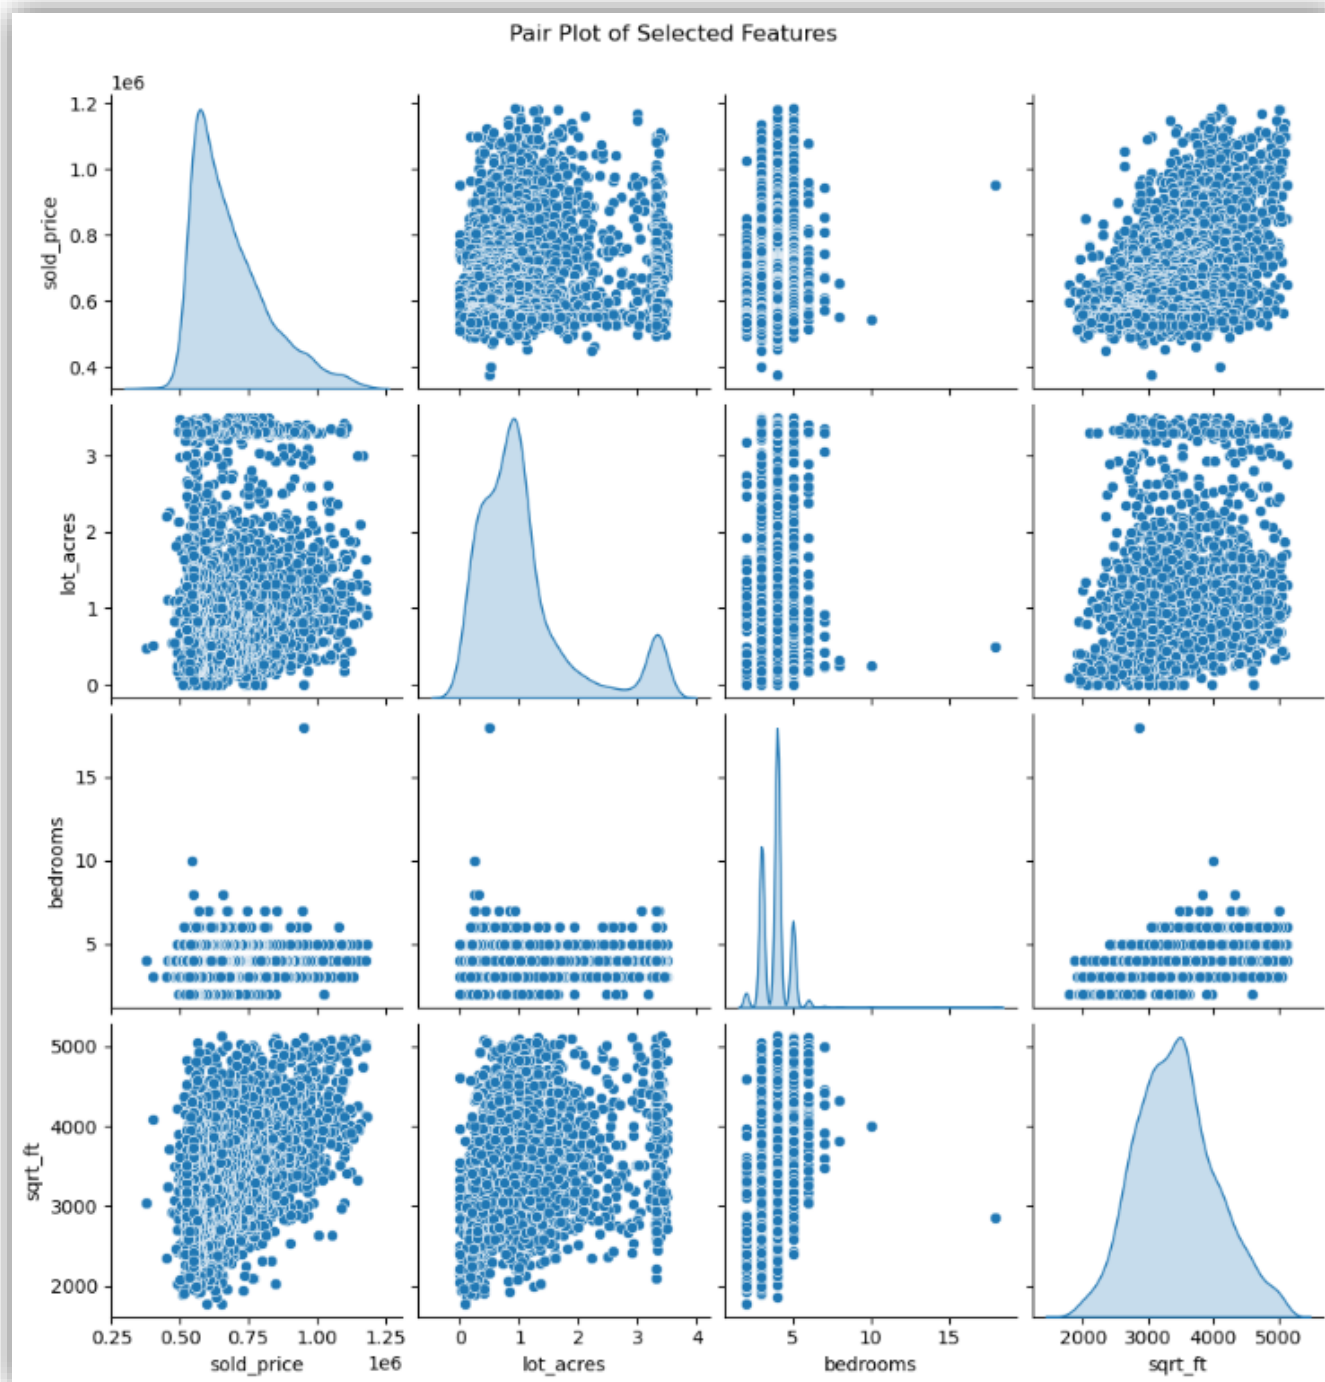 Pair Plot of Selected Features
1e6
1.2
1.0
0.8
0.6
0.4
sold_price
3
2
1
0
lot_acres
15
10
5
bedrooms
5000
4000
3000
2000
sqrt_ft
0.25 0.50 0.75 1.00 1.25
0 1 2 3 4
5 10 15
2000 3000 4000 5000
sold_price 1e6
lot_acres
bedrooms
sqrt_ft